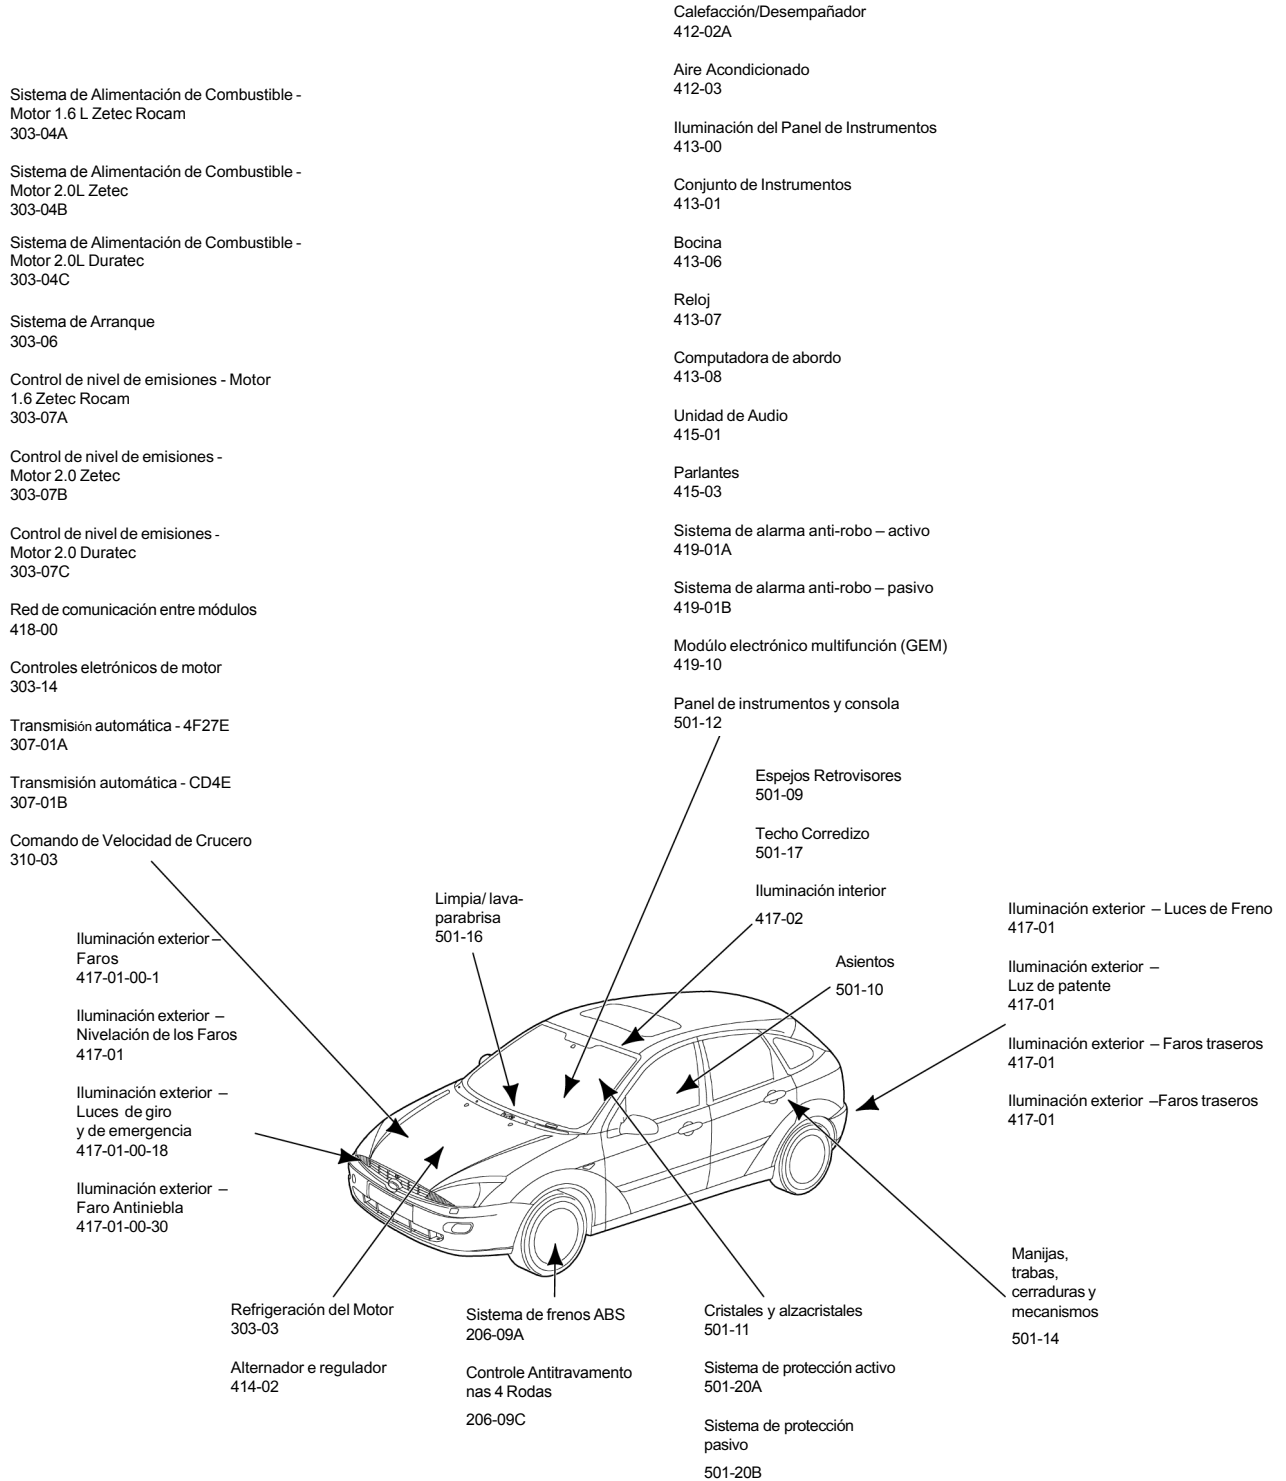 Calefacción/Desempañador
412-02A
Aire Acondicionado
412-03
Iluminación del Panel de Instrumentos
413-00
Conjunto de Instrumentos
413-01
Bocina
413-06
Reloj
413-07
Computadora de abordo
413-08
Unidad de Audio
415-01
Parlantes
415-03
Sistema de alarma anti-robo – activo
419-01A
Sistema de alarma anti-robo – pasivo
419-01B
Modúlo electrónico multifunción (GEM)
419-10
Panel de instrumentos y consola
501-12
Sistema de Alimentación de Combustible -
Motor 1.6 L Zetec Rocam
303-04A
Sistema de Alimentación de Combustible -
Motor 2.0L Zetec
303-04B
Sistema de Alimentación de Combustible -
Motor 2.0L Duratec
303-04C
Sistema de Arranque
303-06
Control de nivel de emisiones - Motor
1.6 Zetec Rocam
303-07A
Control de nivel de emisiones -
Motor 2.0 Zetec
303-07B
Control de nivel de emisiones -
Motor 2.0 Duratec
303-07C
Red de comunicación entre módulos
418-00
Controles eletrónicos de motor
303-14
Transmisión automática - 4F27E
307-01A
Transmisión automática - CD4E
307-01B
Comando de Velocidad de Crucero
310-03
Espejos Retrovisores
501-09
Techo Corredizo
501-17
Iluminación interior
417-02
Asientos
501-10
Limpia/ lava-
parabrisa
501-16
Iluminación exterior –
Faros
417-01-00-1
Iluminación exterior –
Nivelación de los Faros
417-01
Iluminación exterior –
Luces de giro
y de emergencia
417-01-00-18
Iluminación exterior –
Faro Antiniebla
417-01-00-30
Iluminación exterior – Luces de Freno
417-01
Iluminación exterior –
Luz de patente
417-01
Iluminación exterior – Faros traseros
417-01
Iluminación exterior –Faros traseros
417-01
Manijas,
trabas,
cerraduras y
mecanismos
501-14
Refrigeración del Motor
303-03
Alternador e regulador
414-02
Sistema de frenos ABS
206-09A
Controle Antitravamento
nas 4 Rodas
206-09C
Cristales y alzacristales
501-11
Sistema de protección activo
501-20A
Sistema de protección
pasivo
501-20B